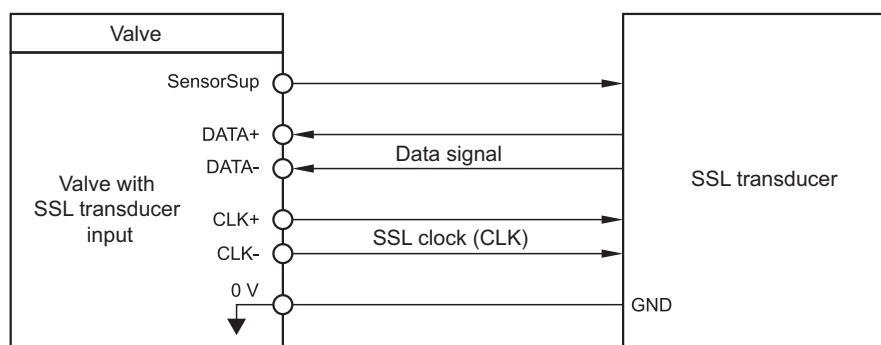 Valve
SensorSup
DATA+
Data signal
DATA-
Valve with
SSL transducer
input
SSL transducer
CLK+
SSL clock (CLK)
CLK-
0 V
GND